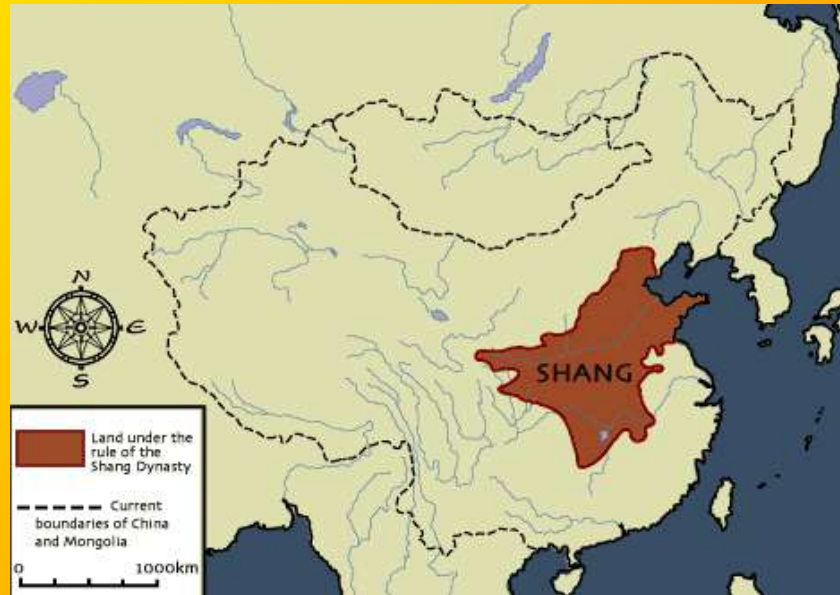 N
W E
S
SHANG
Land under the
rule of the
Shang Dynasty
Current
boundaries of China
and Mongolia
0 1000km